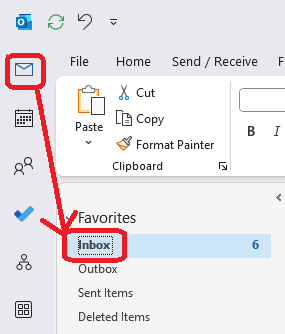 File Home Send / Receive
Cut
Copy
Paste
Format Painter
B I
Clipboard
Favorites
Inbox 6
Outbox
Sent Items
Deleted Items